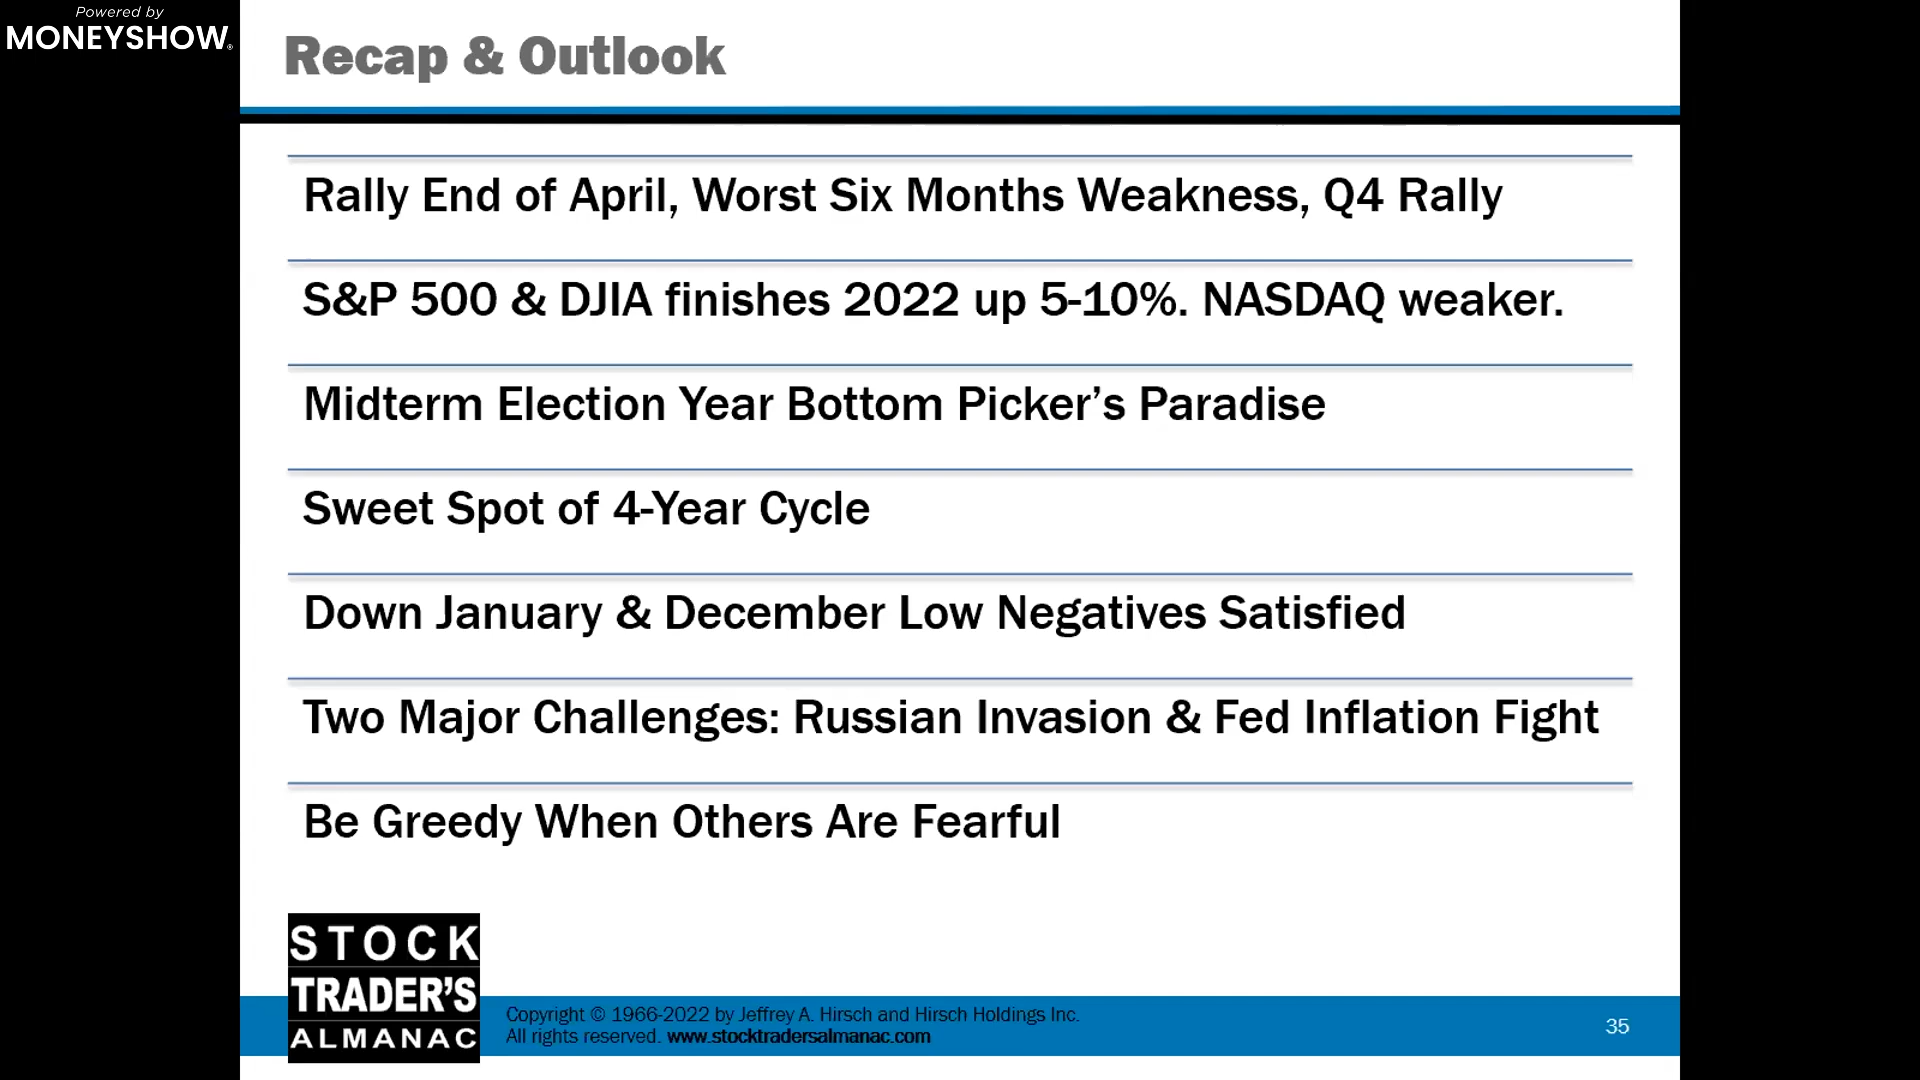 Powered by
MONEYSHOW®
Recap & Outlook
Rally End of April, Worst Six Months Weakness, Q4 Rally
S&P 500 & DJIA finishes 2022 up 5-10%. NASDAQ weaker.
Midterm Election Year Bottom Picker’s Paradise
Sweet Spot of 4-Year Cycle
Down January & December Low Negatives Satisfied
Two Major Challenges: Russian Invasion & Fed Inflation Fight
Be Greedy When Others Are Fearful
STOCK
TRADER’S
ALMANAC
Copyright © 1966-2022 by Jeffrey A. Hirsch and Hirsch Holdings Inc.
All rights reserved. www.stocktradersalmanac.com
35